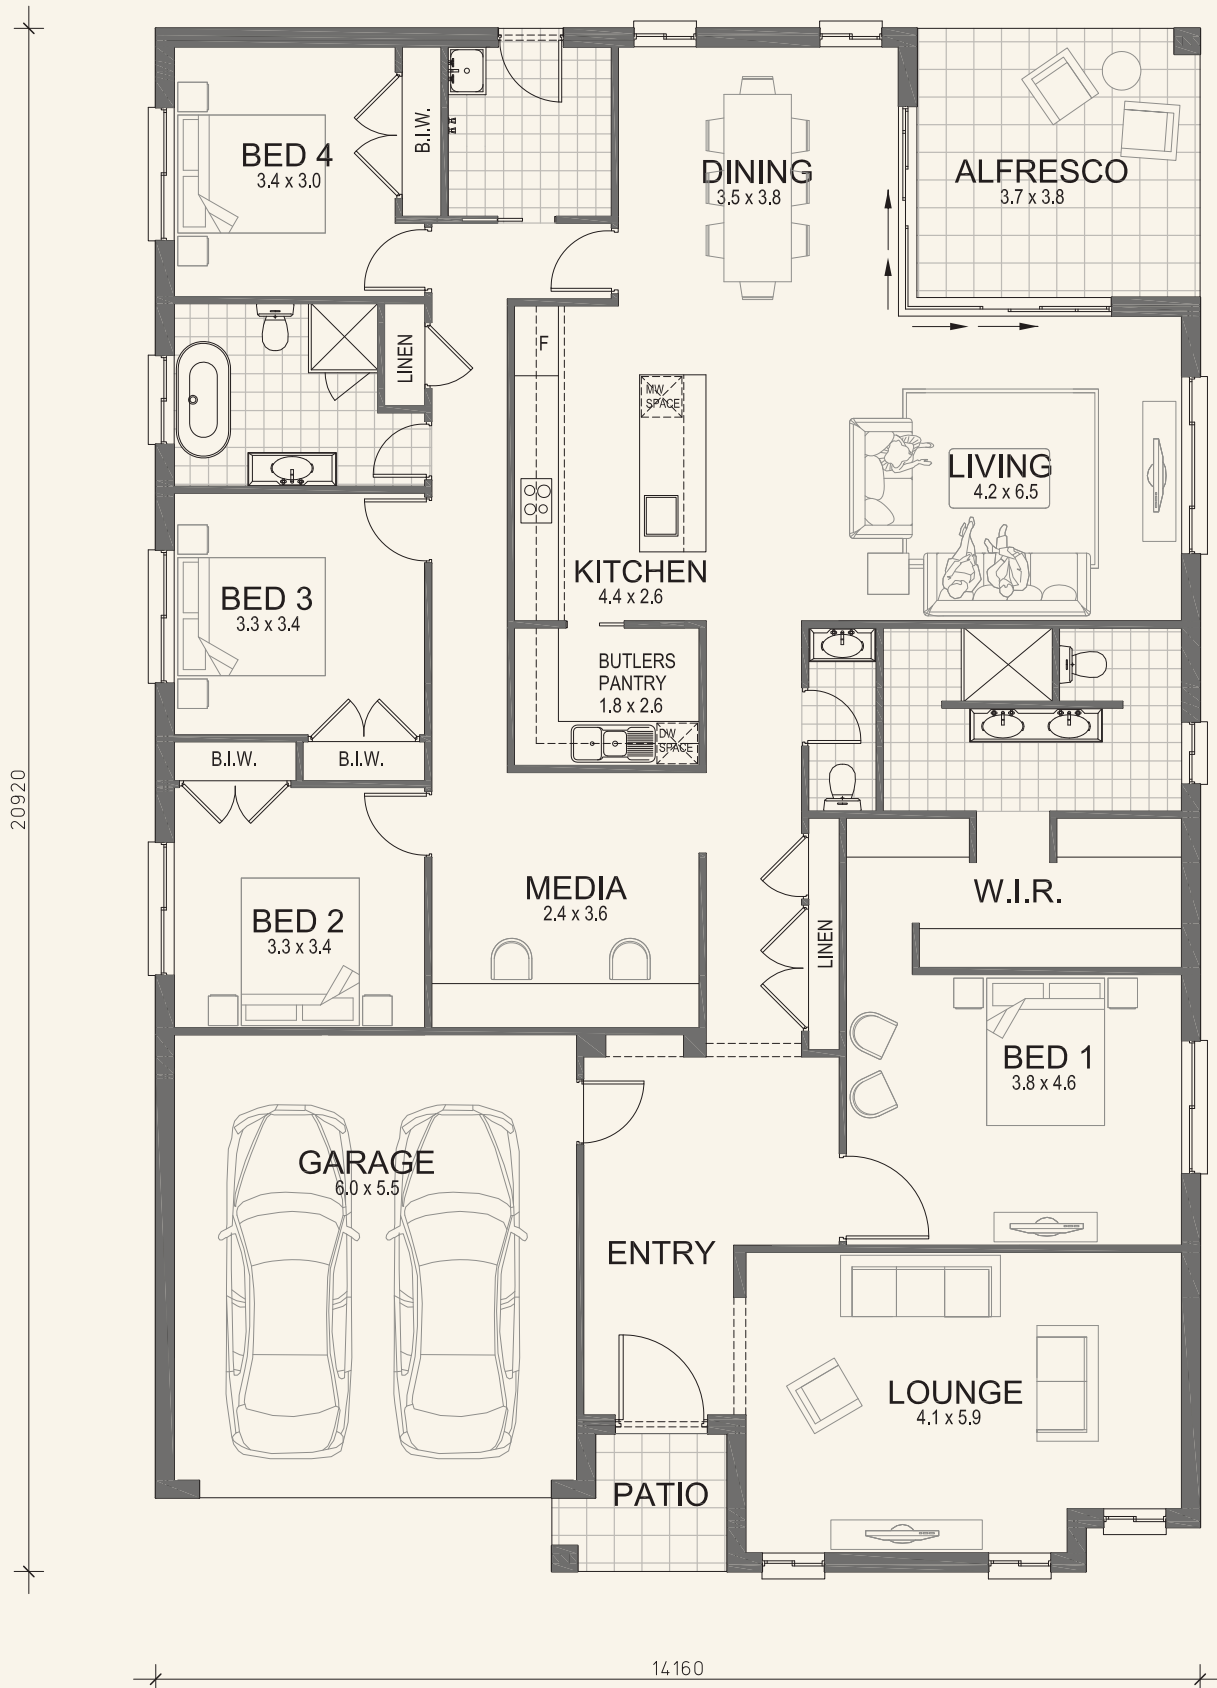 BED 4
3.4 x 3.0
B.I.W.
DINING
3.5 x 3.8
ALFRESCO
3.7 x 3.8
LINEN
F
MW
SPACE
LIVING
4.2 x 6.5
KITCHEN
4.4 x 2.6
BED 3
3.3 x 3.4
BUTLERS
PANTRY
1.8 x 2.6
DW
SPACE
B.I.W.
B.I.W.
20920
BED 2
3.3 x 3.4
MEDIA
2.4 x 3.6
LINEN
W.I.R.
BED 1
3.8 x 4.6
GARAGE
6.0 x 5.5
ENTRY
LOUNGE
4.1 x 5.9
PATIO
14160